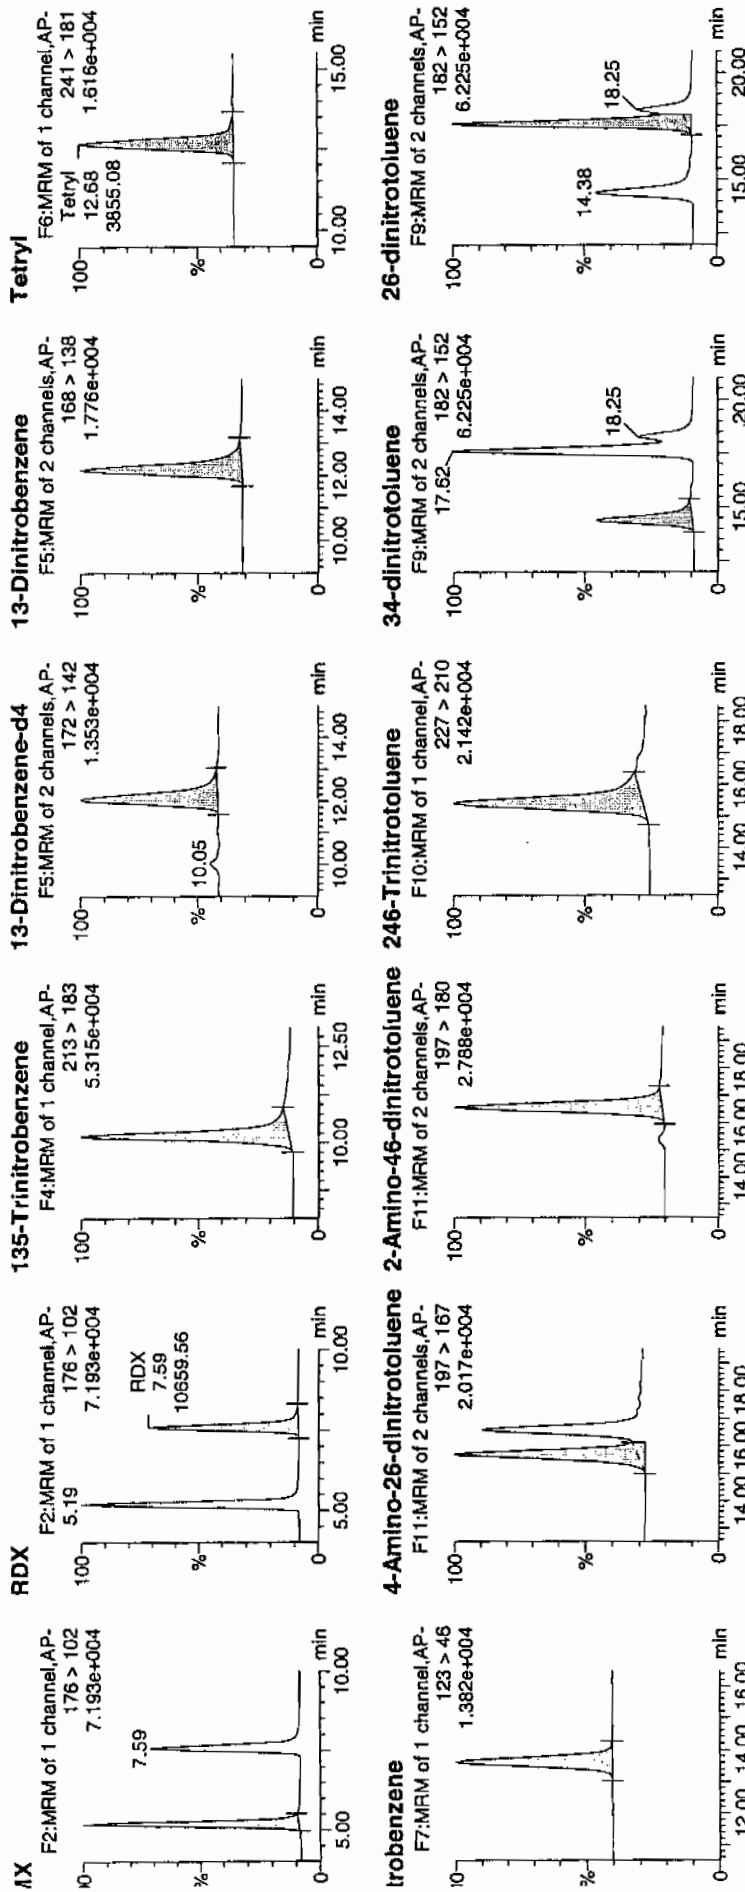 IX
F2:MRM of 1 channel,AP-
176 > 102
7.193e+004
7.59
%
0
5.00
10.00
min
RDX
F2:MRM of 1 channel,AP-
176 > 102
7.193e+004
5.19
RDX
7.59
10659.56
100
%
0
5.00
10.00
min
135-Trinitrobenzene
F4:MRM of 1 channel,AP-
213 > 183
5.315e+004
100
%
0
10.00
12.50
min
13-Dinitrobenzene-d4
F5:MRM of 2 channels,AP-
172 > 142
1.353e+004
10.05
100
%
0
10.00
12.00
14.00
min
13-Dinitrobenzene
F5:MRM of 2 channels,AP-
168 > 138
1.776e+004
100
%
0
10.00
12.00
14.00
min
Tetryl
F6:MRM of 1 channel,AP-
241 > 181
1.616e+004
Tetryl
12.68
3855.08
100
%
0
10.00
15.00
min
trobenzene
F7:MRM of 1 channel,AP-
123 > 46
1.382e+004
%
0
12.00
14.00
16.00
min
4-Amino-26-dinitrotoluene
F11:MRM of 2 channels,AP-
197 > 167
2.017e+004
100
%
0
14.00
16.00
18.00
min
2-Amino-46-dinitrotoluene
F11:MRM of 2 channels,AP-
197 > 180
2.788e+004
100
%
0
14.00
16.00
18.00
min
246-Trinitrotoluene
F10:MRM of 1 channel,AP-
227 > 210
2.142e+004
100
%
0
14.00
16.00
18.00
min
34-dinitrotoluene
F9:MRM of 2 channels,AP-
182 > 152
6.225e+004
17.62
18.25
100
%
0
15.00
20.00
min
26-dinitrotoluene
F9:MRM of 2 channels,AP-
182 > 152
6.225e+004
14.38
18.25
100
%
0
15.00
20.00
min